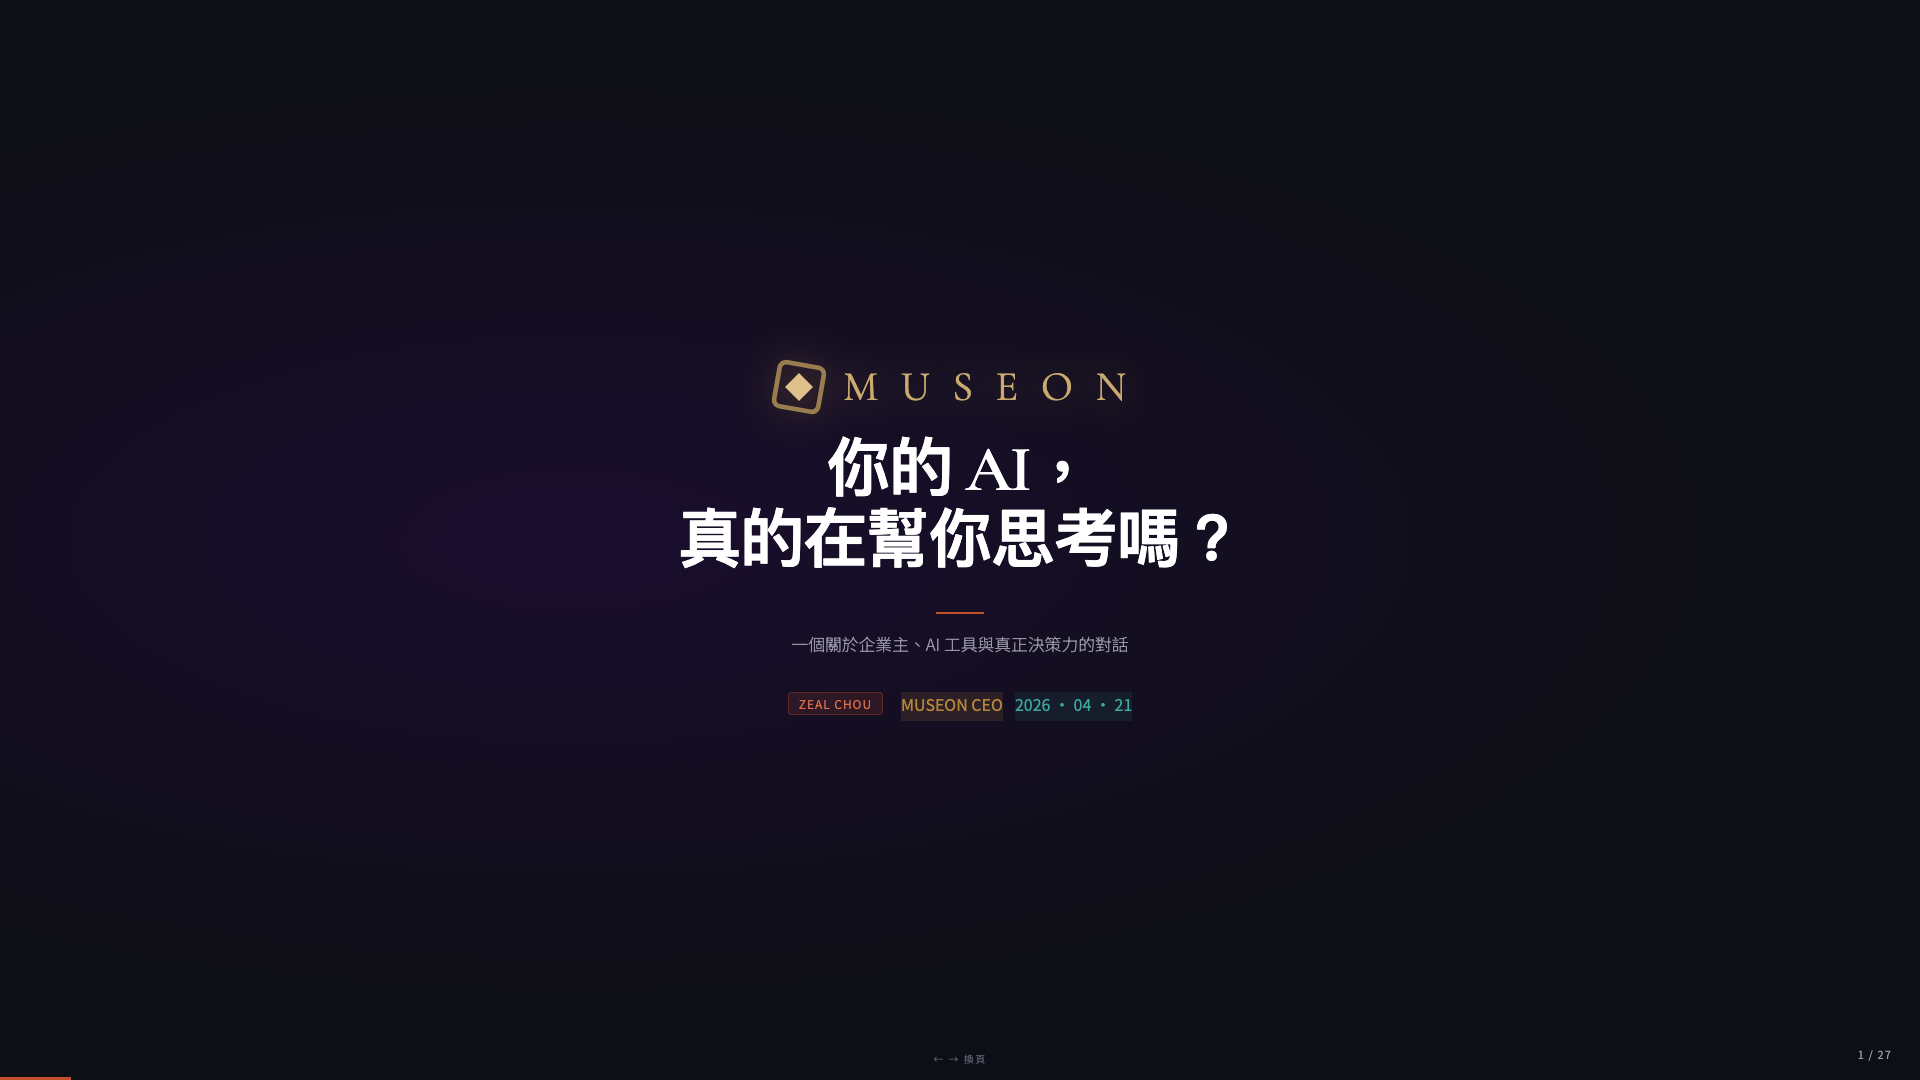 MUSEON
你的 AI，
真的在幫你思考嗎？
一個關於企業主、AI 工具與真正決策力的對話
ZEAL CHOU MUSEON CEO 2026 • 04 • 21
← → 換頁
1 / 27